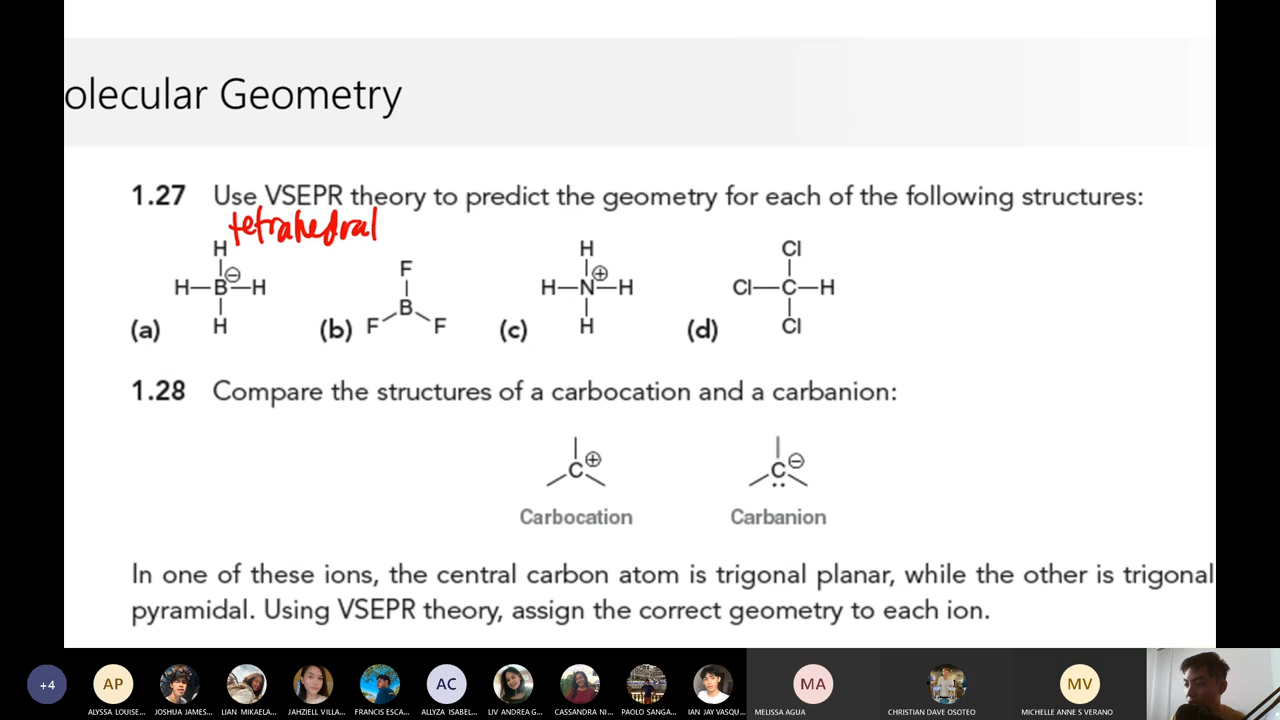 olecular Geometry
1.27 Use VSEPR theory to predict the geometry for each of the following structures:
tetrahedral
H
H—B⊖—H
H
(a)
F
B
F F
(b)
H
H—N⊕—H
H
(c)
Cl
Cl—C—H
Cl
(d)
1.28 Compare the structures of a carbocation and a carbanion:
C⊕
C⊖
Carbocation Carbanion
In one of these ions, the central carbon atom is trigonal planar, while the other is trigonal
pyramidal. Using VSEPR theory, assign the correct geometry to each ion.
+4 AP AC MA MV
ALYSSA LOUISE... JOSHUA JAMES... LIAN MIKAELA... JAHZIELL VILLA... FRANCIS ESCA... ALLYZA ISABEL... LIV ANDREA G... CASSANDRA NI... PAOLO SANGA... IAN JAY VASQU... MELISSA AGUA CHRISTIAN DAVE OSOTEO MICHELLE ANNE S VERANO